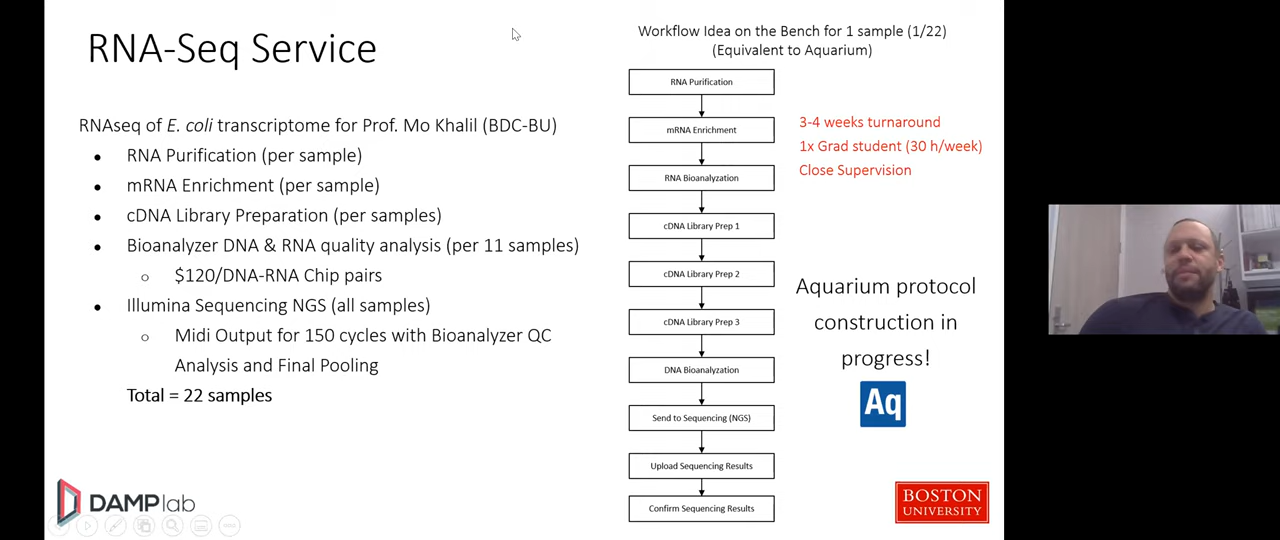 RNA-Seq Service
RNAseq of E. coli transcriptome for Prof. Mo Khalil (BDC-BU)
● RNA Purification (per sample)
● mRNA Enrichment (per sample)
● cDNA Library Preparation (per samples)
● Bioanalyzer DNA & RNA quality analysis (per 11 samples)
○ $120/DNA-RNA Chip pairs
● Illumina Sequencing NGS (all samples)
○ Midi Output for 150 cycles with Bioanalyzer QC
Analysis and Final Pooling
Total = 22 samples
Workflow Idea on the Bench for 1 sample (1/22)
(Equivalent to Aquarium)
RNA Purification
mRNA Enrichment
RNA Bioanalyzation
cDNA Library Prep 1
cDNA Library Prep 2
cDNA Library Prep 3
DNA Bioanalyzation
Send to Sequencing (NGS)
Upload Sequencing Results
Confirm Sequencing Results
3-4 weeks turnaround
1x Grad student (30 h/week)
Close Supervision
Aquarium protocol
construction in
progress!
Aq
DAMPlab
BOSTON
UNIVERSITY